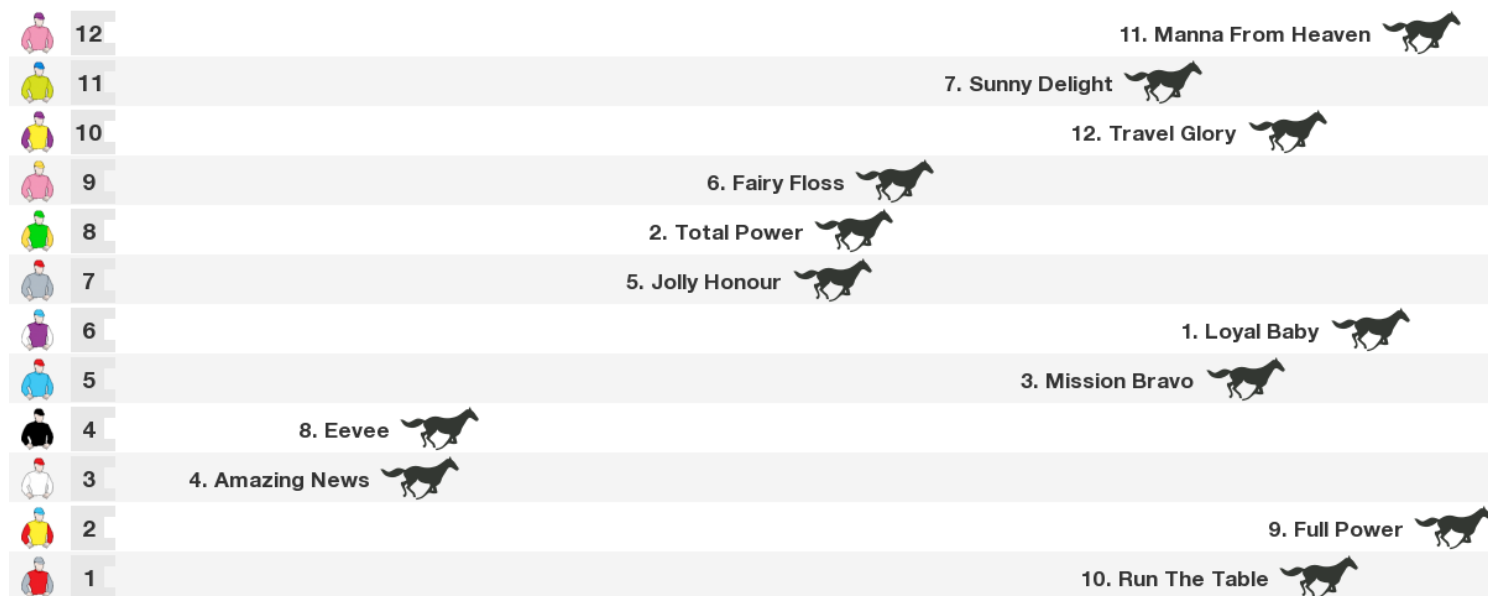 12 11. Manna From Heaven
11 7. Sunny Delight
10 12. Travel Glory
9 6. Fairy Floss
8 2. Total Power
7 5. Jolly Honour
6 1. Loyal Baby
5 3. Mission Bravo
4 8. Eevee
3 4. Amazing News
2 9. Full Power
1 10. Run The Table